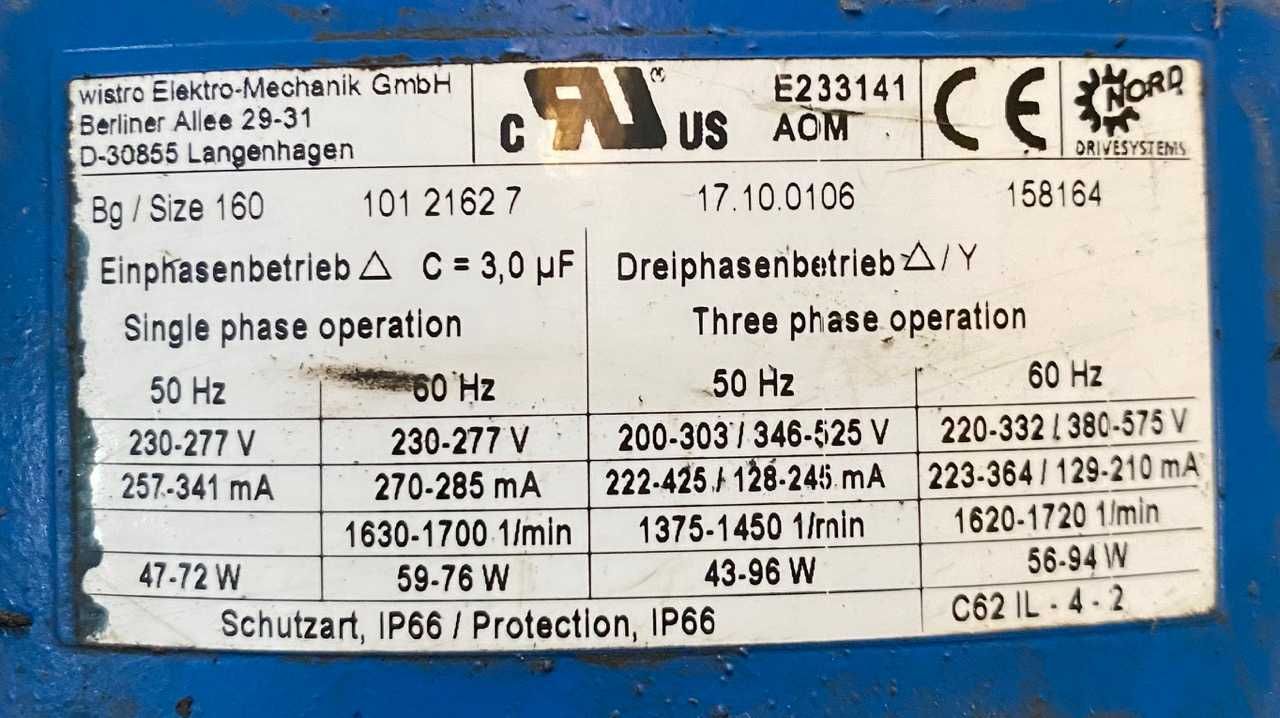 wistro Elektro-Mechanik GmbH
Berliner Allee 29-31
D-30855 Langenhagen
C RU ® US
E233141
AOM
CE
NORD
DRIVESYSTEMS
Bg / Size 160 101 2162 7 17.10.0106 158164
Einphasenbetrieb △ C = 3,0 µF Dreiphasenbetrieb △ / Y
Single phase operation Three phase operation
50 Hz 60 Hz 50 Hz 60 Hz
230-277 V 230-277 V 200-303 / 346-525 V 220-332 / 380-575 V
257-341 mA 270-285 mA 222-425 / 128-245 mA 223-364 / 129-210 mA
1630-1700 1/min 1375-1450 1/min 1620-1720 1/min
47-72 W 59-76 W 43-96 W 56-94 W
Schutzart, IP66 / Protection, IP66 C62 IL - 4 - 2